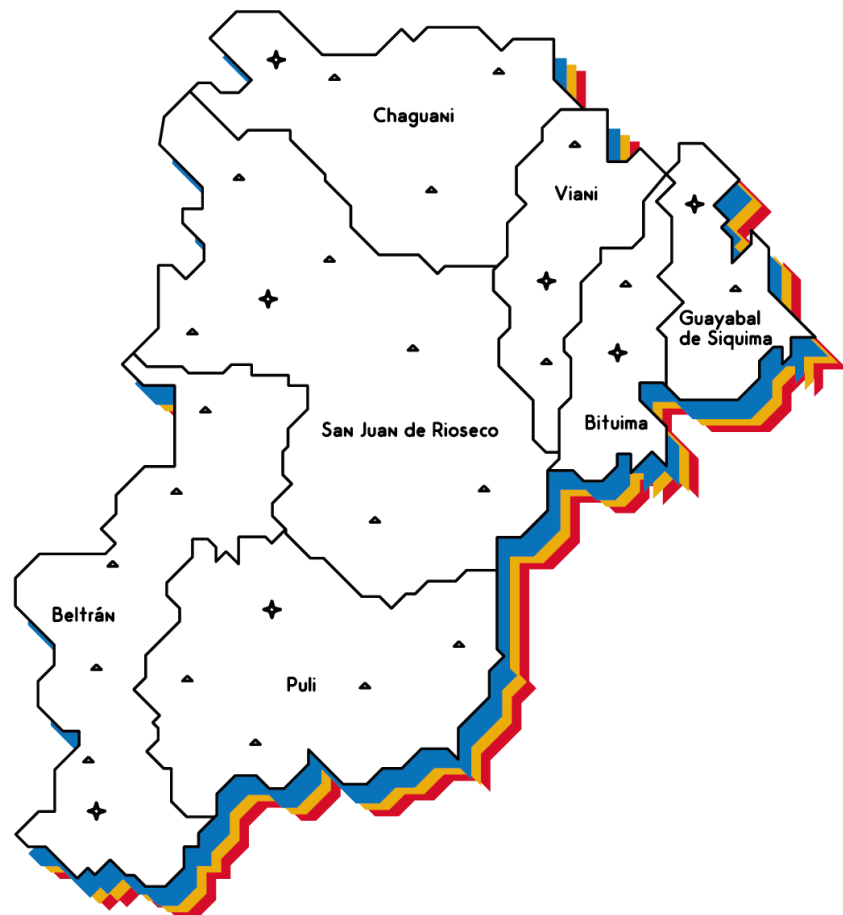 Chaguani
Viani
Guayabal
de Siquima
San Juan de Rioseco
Bituima
Beltrán
Puli